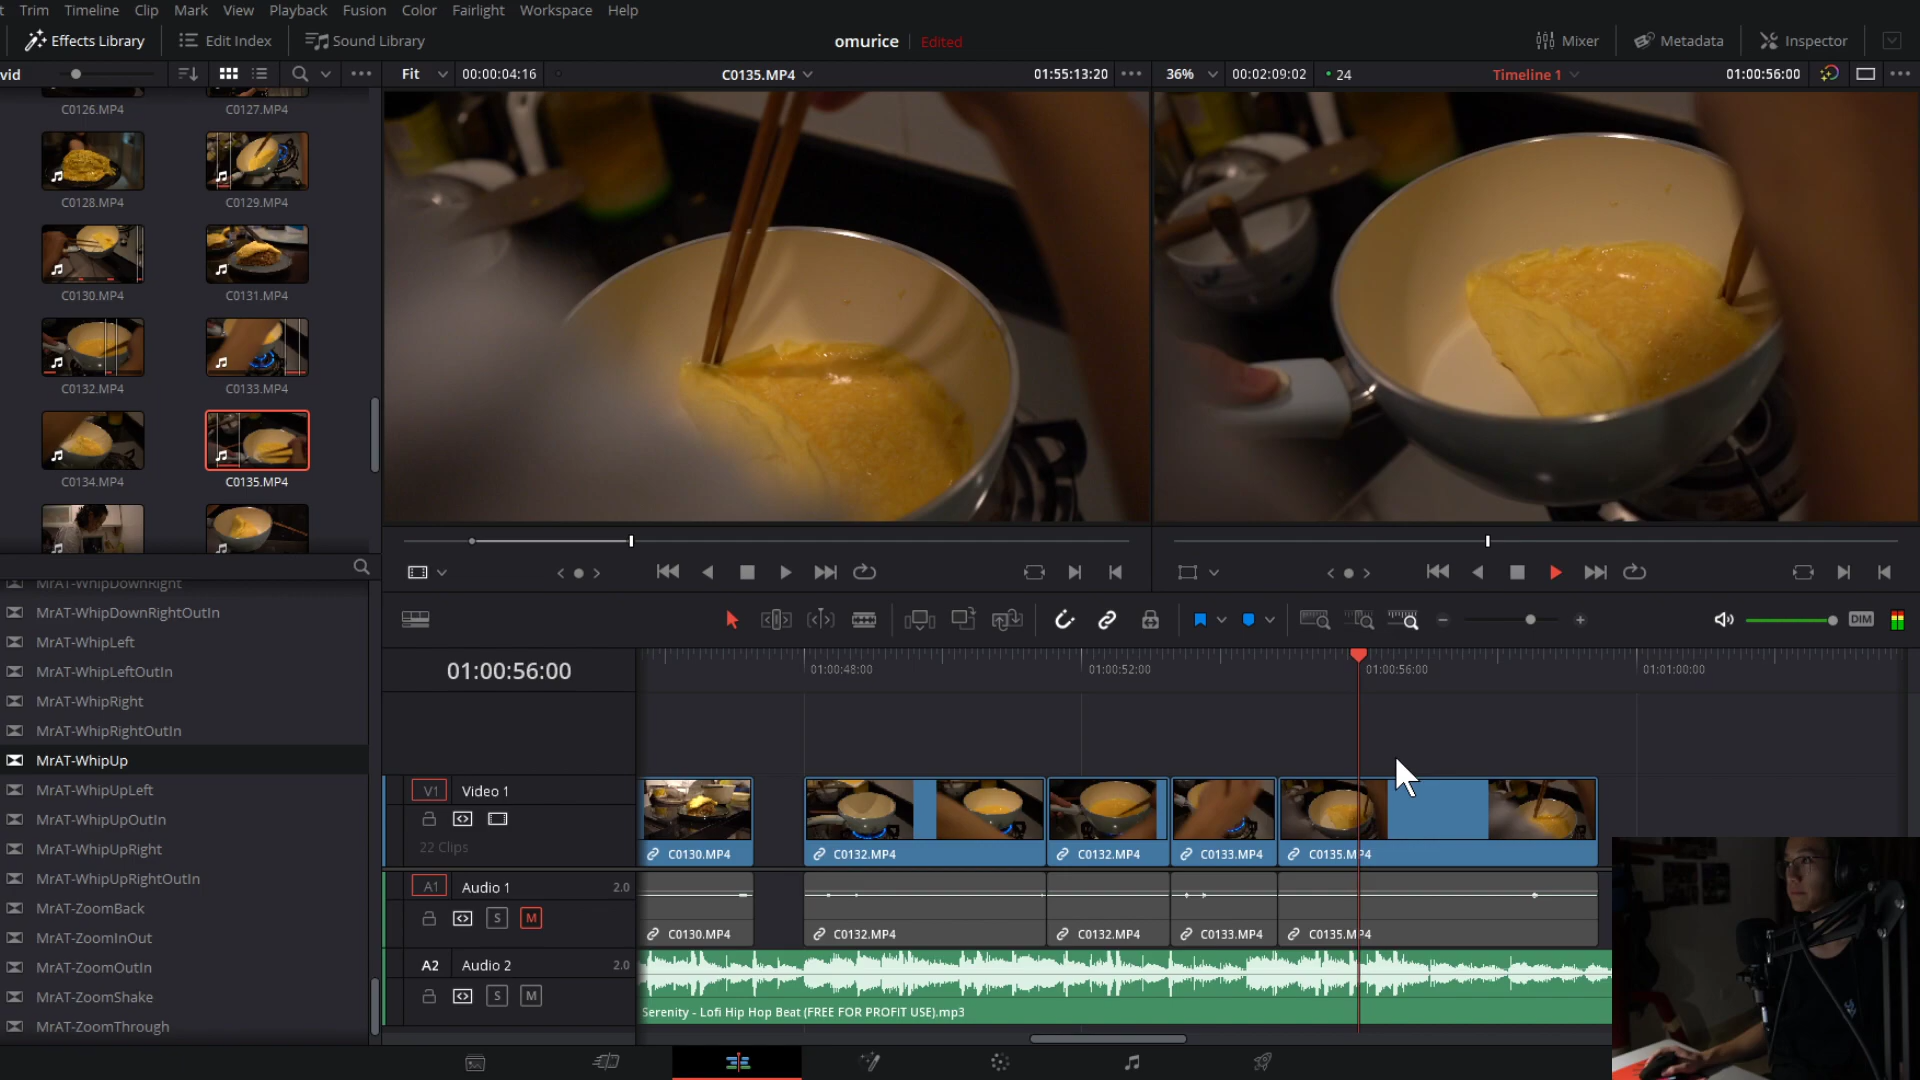 Trim Timeline Clip Mark View Playback Fusion Color Fairlight Workspace Help
Effects Library Edit Index Sound Library omurice Edited Mixer Metadata Inspector
vid Fit 00:00:04:16 C0135.MP4 01:55:13:20 36% 00:02:09:02 24 Timeline 1 01:00:56:00
C0126.MP4 C0127.MP4
C0128.MP4 C0129.MP4
C0130.MP4 C0131.MP4
C0132.MP4 C0133.MP4
C0134.MP4 C0135.MP4
MrAT-WhipDownRight
MrAT-WhipDownRightOutIn
MrAT-WhipLeft
MrAT-WhipLeftOutIn
MrAT-WhipRight
MrAT-WhipRightOutIn
MrAT-WhipUp
MrAT-WhipUpLeft
MrAT-WhipUpOutIn
MrAT-WhipUpRight
MrAT-WhipUpRightOutIn
MrAT-ZoomBack
MrAT-ZoomInOut
MrAT-ZoomOutIn
MrAT-ZoomShake
MrAT-ZoomThrough
DIM
01:00:56:00 01:00:48:00 01:00:52:00 01:00:56:00 01:01:00:00
V1 Video 1
22 Clips
C0130.MP4 C0132.MP4 C0132.MP4 C0133.MP4 C0135.MP4
A1 Audio 1 2.0
S M
C0130.MP4 C0132.MP4 C0132.MP4 C0133.MP4 C0135.MP4
A2 Audio 2 2.0
S M
Serenity - Lofi Hip Hop Beat (FREE FOR PROFIT USE).mp3